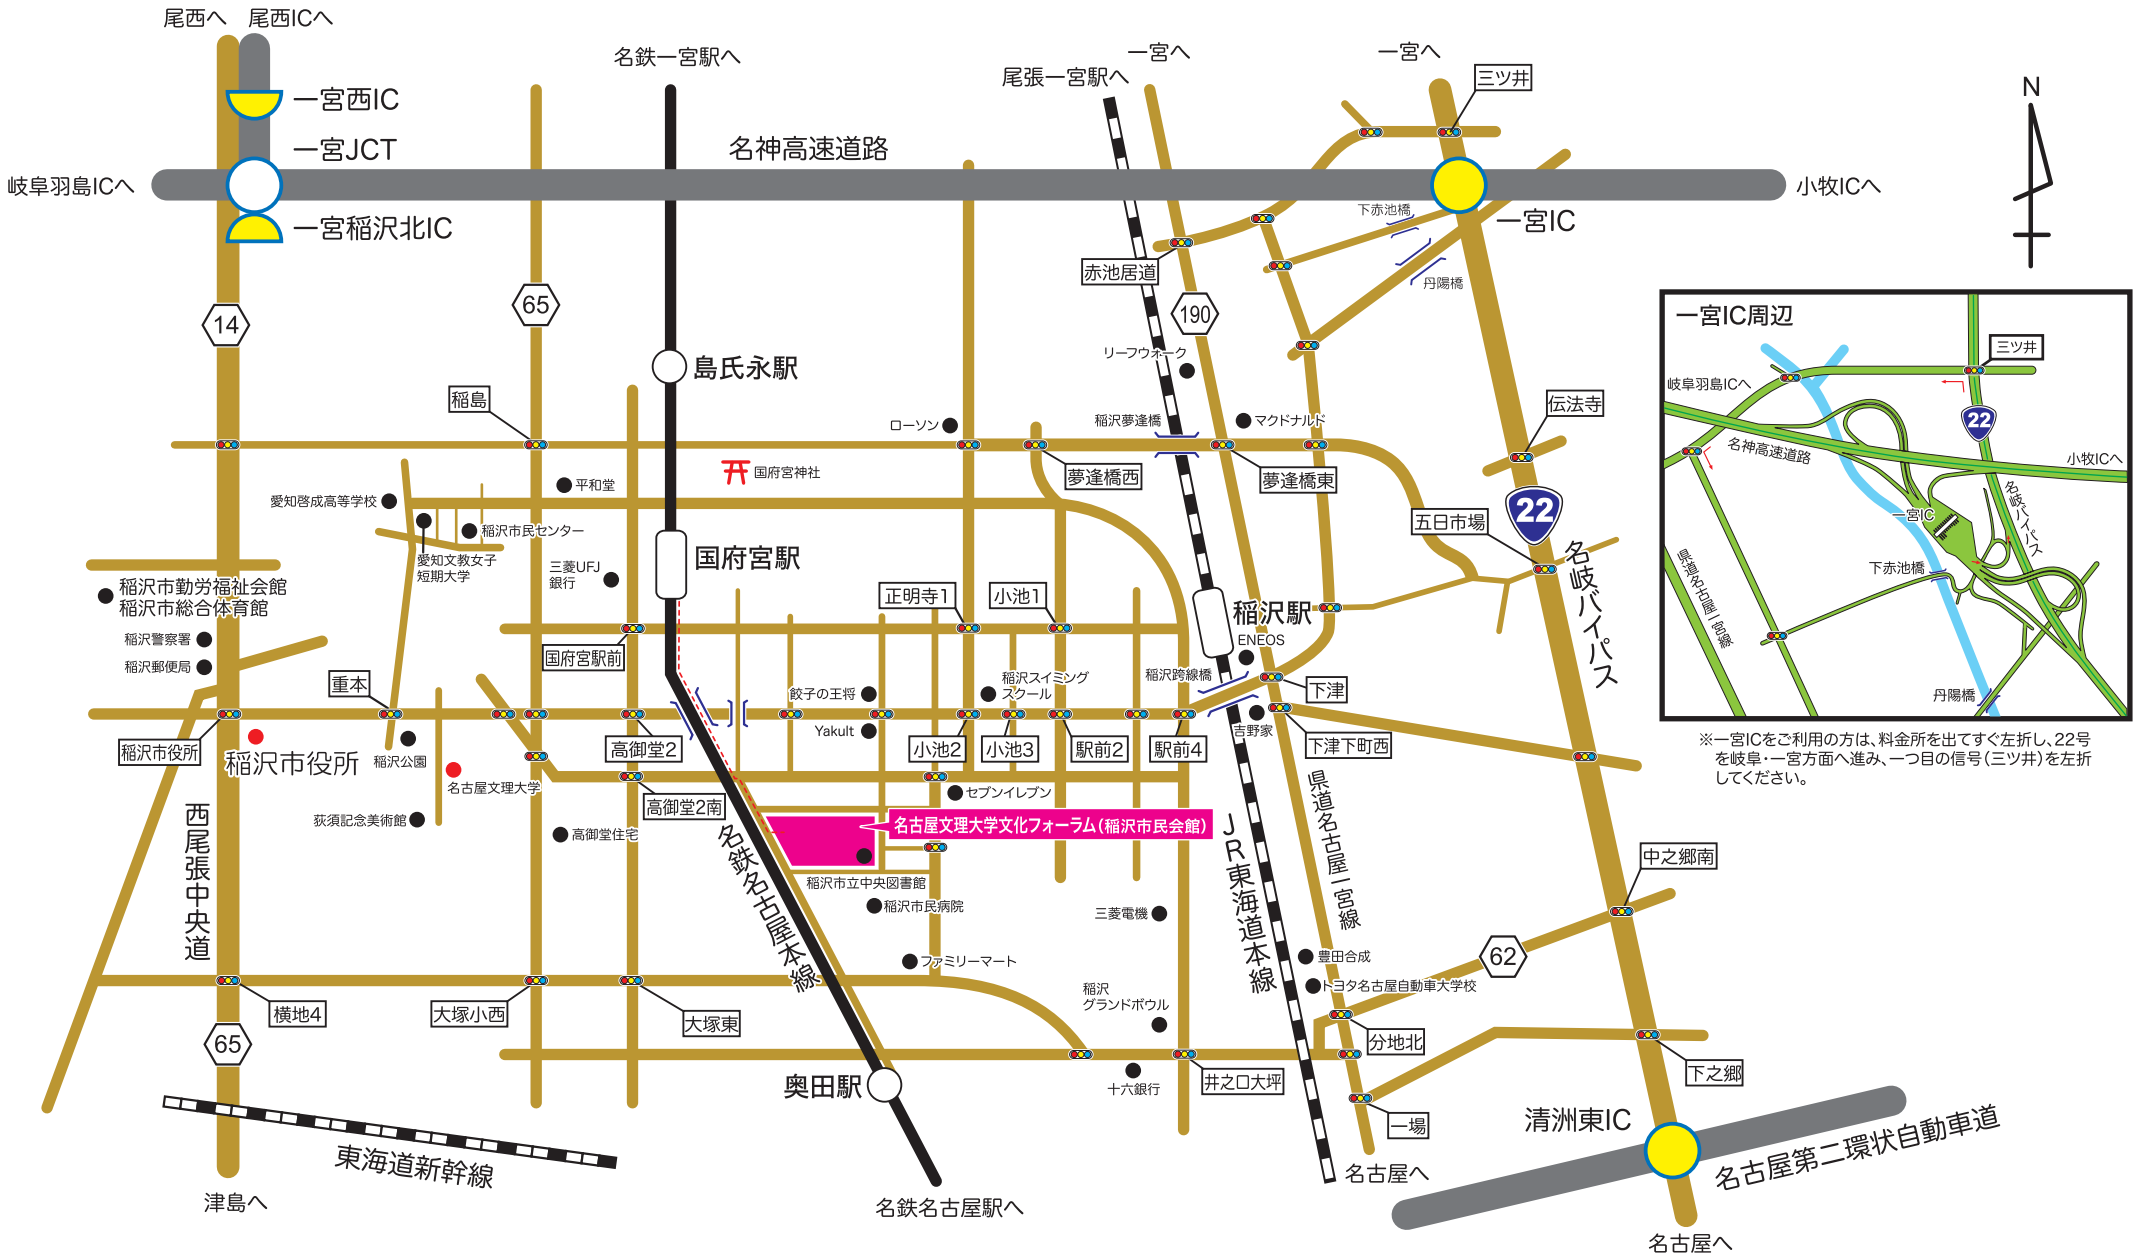 尾西へ
尾西ICへ
名鉄一宮駅へ
尾張一宮駅へ
一宮へ
一宮へ
三ツ井
N
一宮西IC
一宮JCT
名神高速道路
岐阜羽島ICへ
小牧ICへ
一宮稲沢北IC
一宮IC
下赤池橋
丹陽橋
赤池居道
14
65
190
リーフウォーク
島氏永駅
稲島
ローソン
稲沢夢逢橋
マクドナルド
伝法寺
夢逢橋西
夢逢橋東
国府宮神社
平和堂
愛知啓成高等学校
稲沢市民センター
愛知文教女子
短期大学
五日市場
22
名岐バイパス
国府宮駅
三菱UFJ
銀行
稲沢市勤労福祉会館
稲沢市総合体育館
正明寺1
小池1
稲沢駅
ENEOS
稲沢警察署
稲沢郵便局
国府宮駅前
重本
餃子の王将
稲沢スイミング
スクール
稲沢跨線橋
下津
稲沢市役所
稲沢市役所
稲沢公園
名古屋文理大学
高御堂2
Yakult
小池2
小池3
駅前2
駅前4
吉野家
下津下町西
高御堂2南
セブンイレブン
荻須記念美術館
高御堂住宅
名古屋文理大学文化フォーラム(稲沢市民会館)
稲沢市立中央図書館
稲沢市民病院
西尾張中央道
名鉄名古屋本線
JR東海道本線
県道名古屋一宮線
中之郷南
三菱電機
62
豊田合成
トヨタ名古屋自動車大学校
ファミリーマート
稲沢
グランドボウル
横地4
大塚小西
大塚東
分地北
65
奥田駅
十六銀行
井之口大坪
下之郷
一場
清洲東IC
東海道新幹線
津島へ
名鉄名古屋駅へ
名古屋へ
名古屋第二環状自動車道
名古屋へ
一宮IC周辺
三ツ井
岐阜羽島ICへ
22
名神高速道路
小牧ICへ
名岐バイパス
一宮IC
下赤池橋
県道名古屋一宮線
丹陽橋
※一宮ICをご利用の方は、料金所を出てすぐ左折し、22号
を岐阜・一宮方面へ進み、一つ目の信号(三ツ井)を左折
してください。